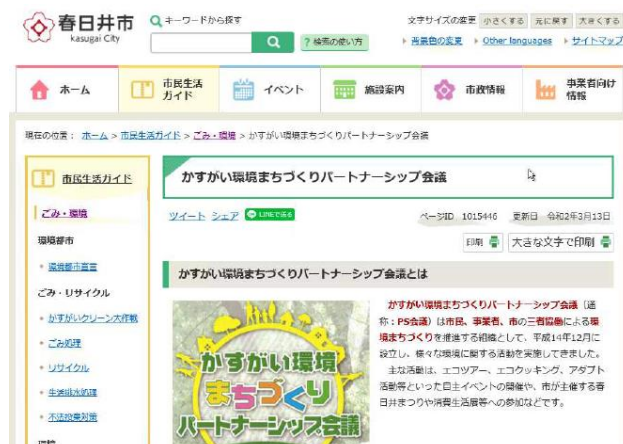 春日井市
kasugai City
キーワードから探す
検索の使い方
文字サイズの変更 小さくする 元に戻す 大きくする
背景色の変更 Other languages サイトマップ
ホーム
市民生活
ガイド
イベント
施設案内
市政情報
事業者向け
情報
現在の位置： ホーム > 市民生活ガイド > ごみ・環境 > かすがい環境まちづくりパートナーシップ会議
市民生活ガイド
ごみ・環境
環境都市
環境都市宣言
ごみ・リサイクル
かすがいクリーン大作戦
ごみ処理
リサイクル
生活排水処理
不法投棄対策
環境
かすがい環境まちづくりパートナーシップ会議
ツイート シェア LINEで送る
ページID 1015446 更新日 令和2年3月13日
印刷 大きな文字で印刷
かすがい環境まちづくりパートナーシップ会議とは
かすがい環境
まちづくり
パートナーシップ会議
かすがい環境まちづくりパートナーシップ会議（通
称：PS会議）は市民、事業者、市の三者協働による環
境まちづくりを推進する組織として、平成14年12月に
設立し、様々な環境に関する活動を実施してきました。
主な活動は、エコツアー、エコクッキング、アダプト
活動等といった自主イベントの開催や、市が主催する春
日井まつりや消費生活展等への参加などです。